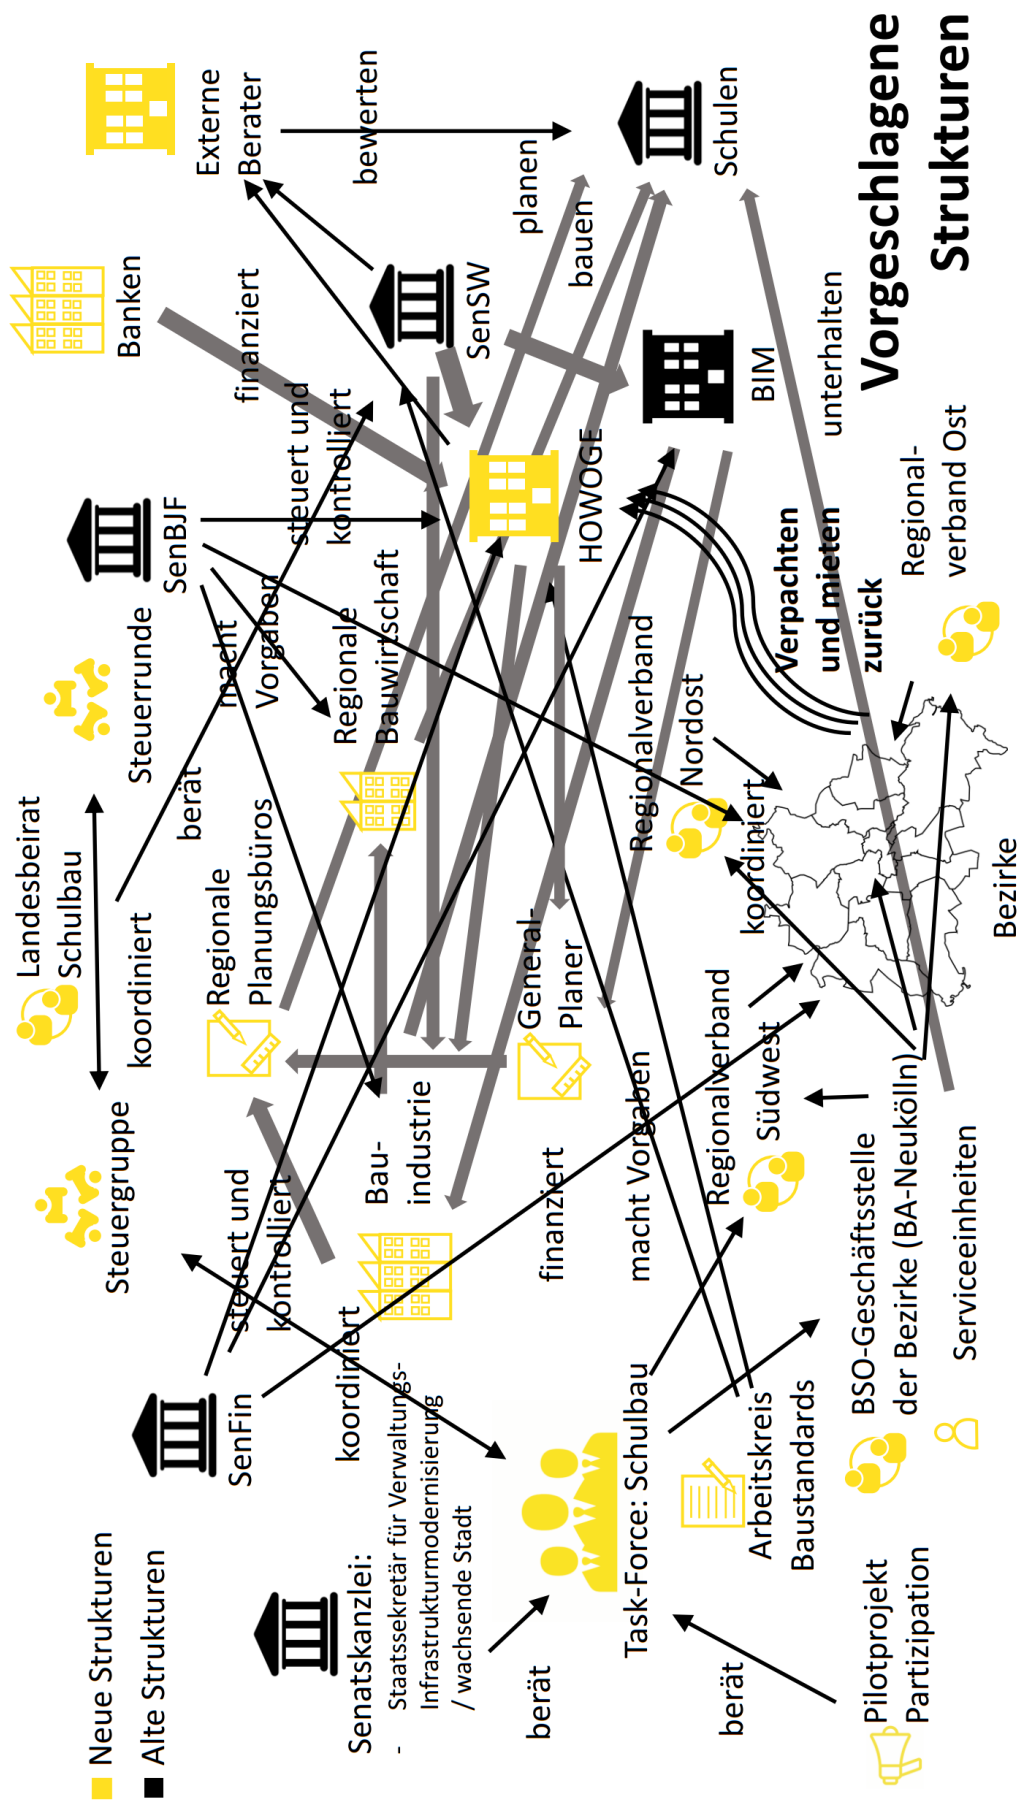 Neue Strukturen
Alte Strukturen
Steuergruppe
koordiniert
Landesbeirat
Schulbau
Steuerrunde
berät
SenBJF
Banken
Externe
Berater
bewerten
SenFin
steuert und
kontrolliert
Regionale
Planungsbüros
macht
Vorgaben
steuert und
kontrolliert
finanziert
Regionale
Bauwirtschaft
SenSW
planen
bauen
Schulen
Senatskanzlei:
- Staatssekretär für Verwaltungs-
Infrastrukturmodernisierung
/ wachsende Stadt
koordiniert
Bau-
industrie
General-
Planer
HOWOGE
BIM
berät
Task-Force: Schulbau
finanziert
macht Vorgaben
Regionalverband
Nordost
koordiniert
Regionalverband
Südwest
Verpachten
und mieten
zurück
unterhalten
berät
Arbeitskreis
Baustandards
Pilotprojekt
Partizipation
BSO-Geschäftsstelle
der Bezirke (BA-Neukölln)
Serviceeinheiten
Bezirke
Regional-
verband Ost
Vorgeschlagene
Strukturen